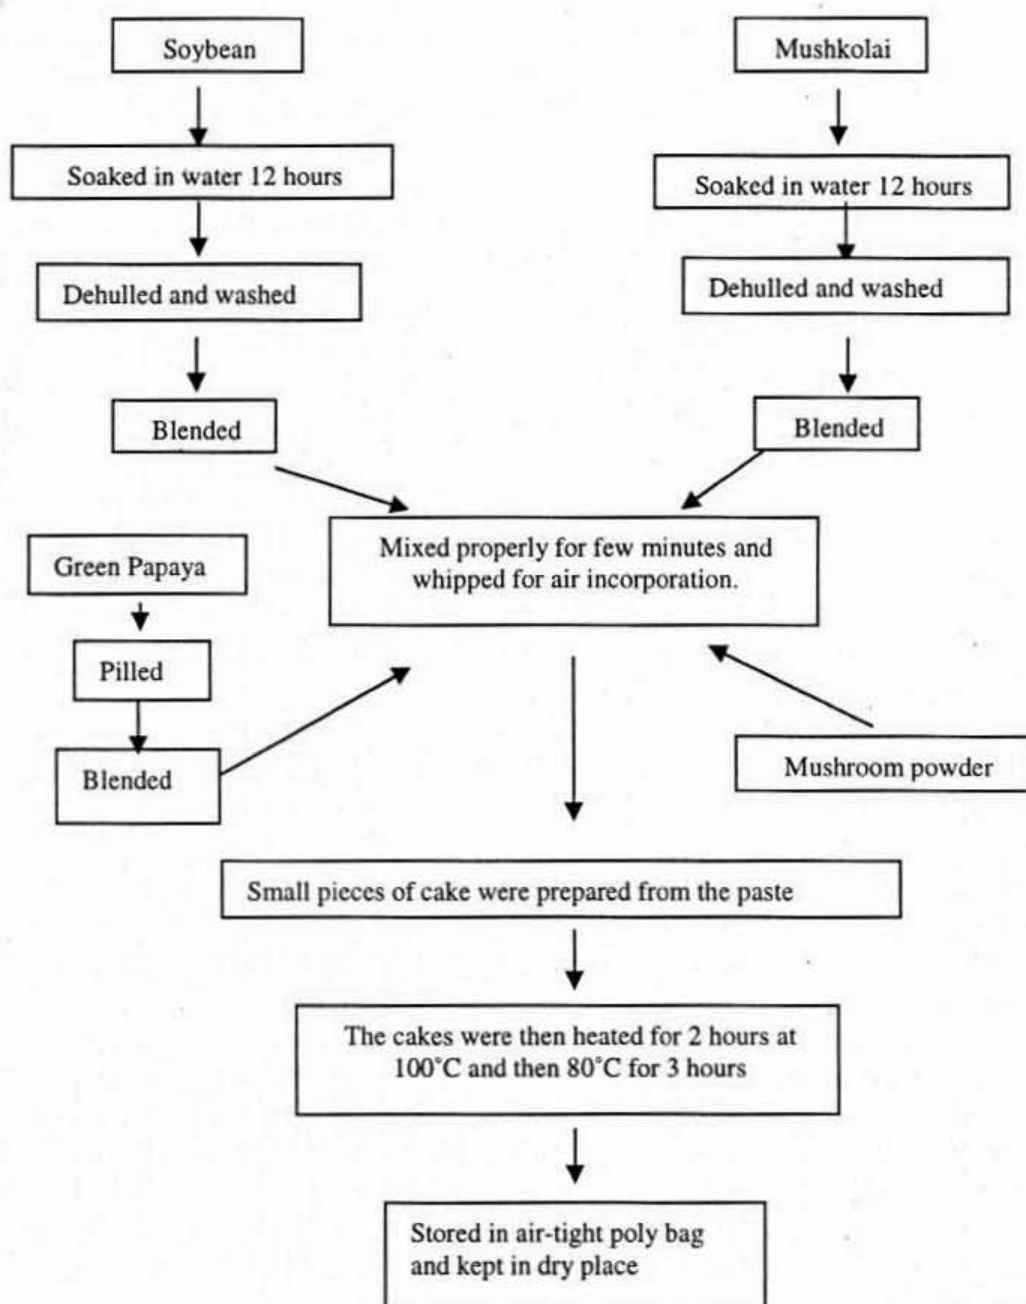 Soybean
Mushkolai
Soaked in water 12 hours
Soaked in water 12 hours
Dehulled and washed
Dehulled and washed
Blended
Blended
Mixed properly for few minutes and
whipped for air incorporation.
Green Papaya
Pilled
Blended
Mushroom powder
Small pieces of cake were prepared from the paste
The cakes were then heated for 2 hours at
100°C and then 80°C for 3 hours
Stored in air-tight poly bag
and kept in dry place